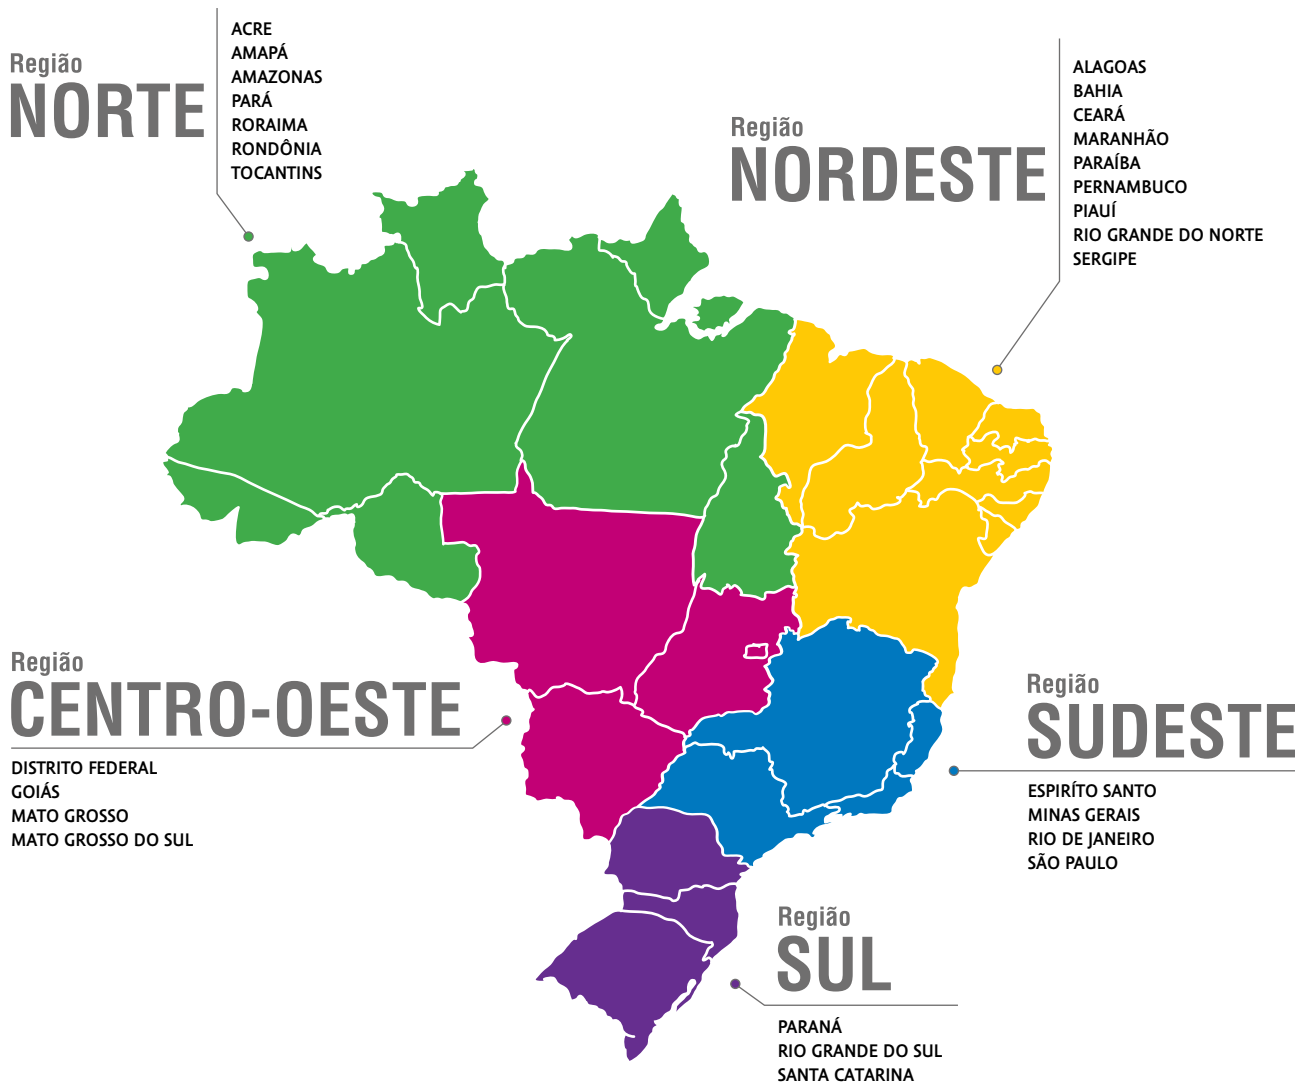 Região
NORTE
ACRE
AMAPÁ
AMAZONAS
PARÁ
RORAIMA
RONDÔNIA
TOCANTINS
Região
NORDESTE
ALAGOAS
BAHIA
CEARÁ
MARANHÃO
PARAÍBA
PERNAMBUCO
PIAUÍ
RIO GRANDE DO NORTE
SERGIPE
Região
CENTRO-OESTE
DISTRITO FEDERAL
GOIÁS
MATO GROSSO
MATO GROSSO DO SUL
Região
SUDESTE
ESPIRÍTO SANTO
MINAS GERAIS
RIO DE JANEIRO
SÃO PAULO
Região
SUL
PARANÁ
RIO GRANDE DO SUL
SANTA CATARINA